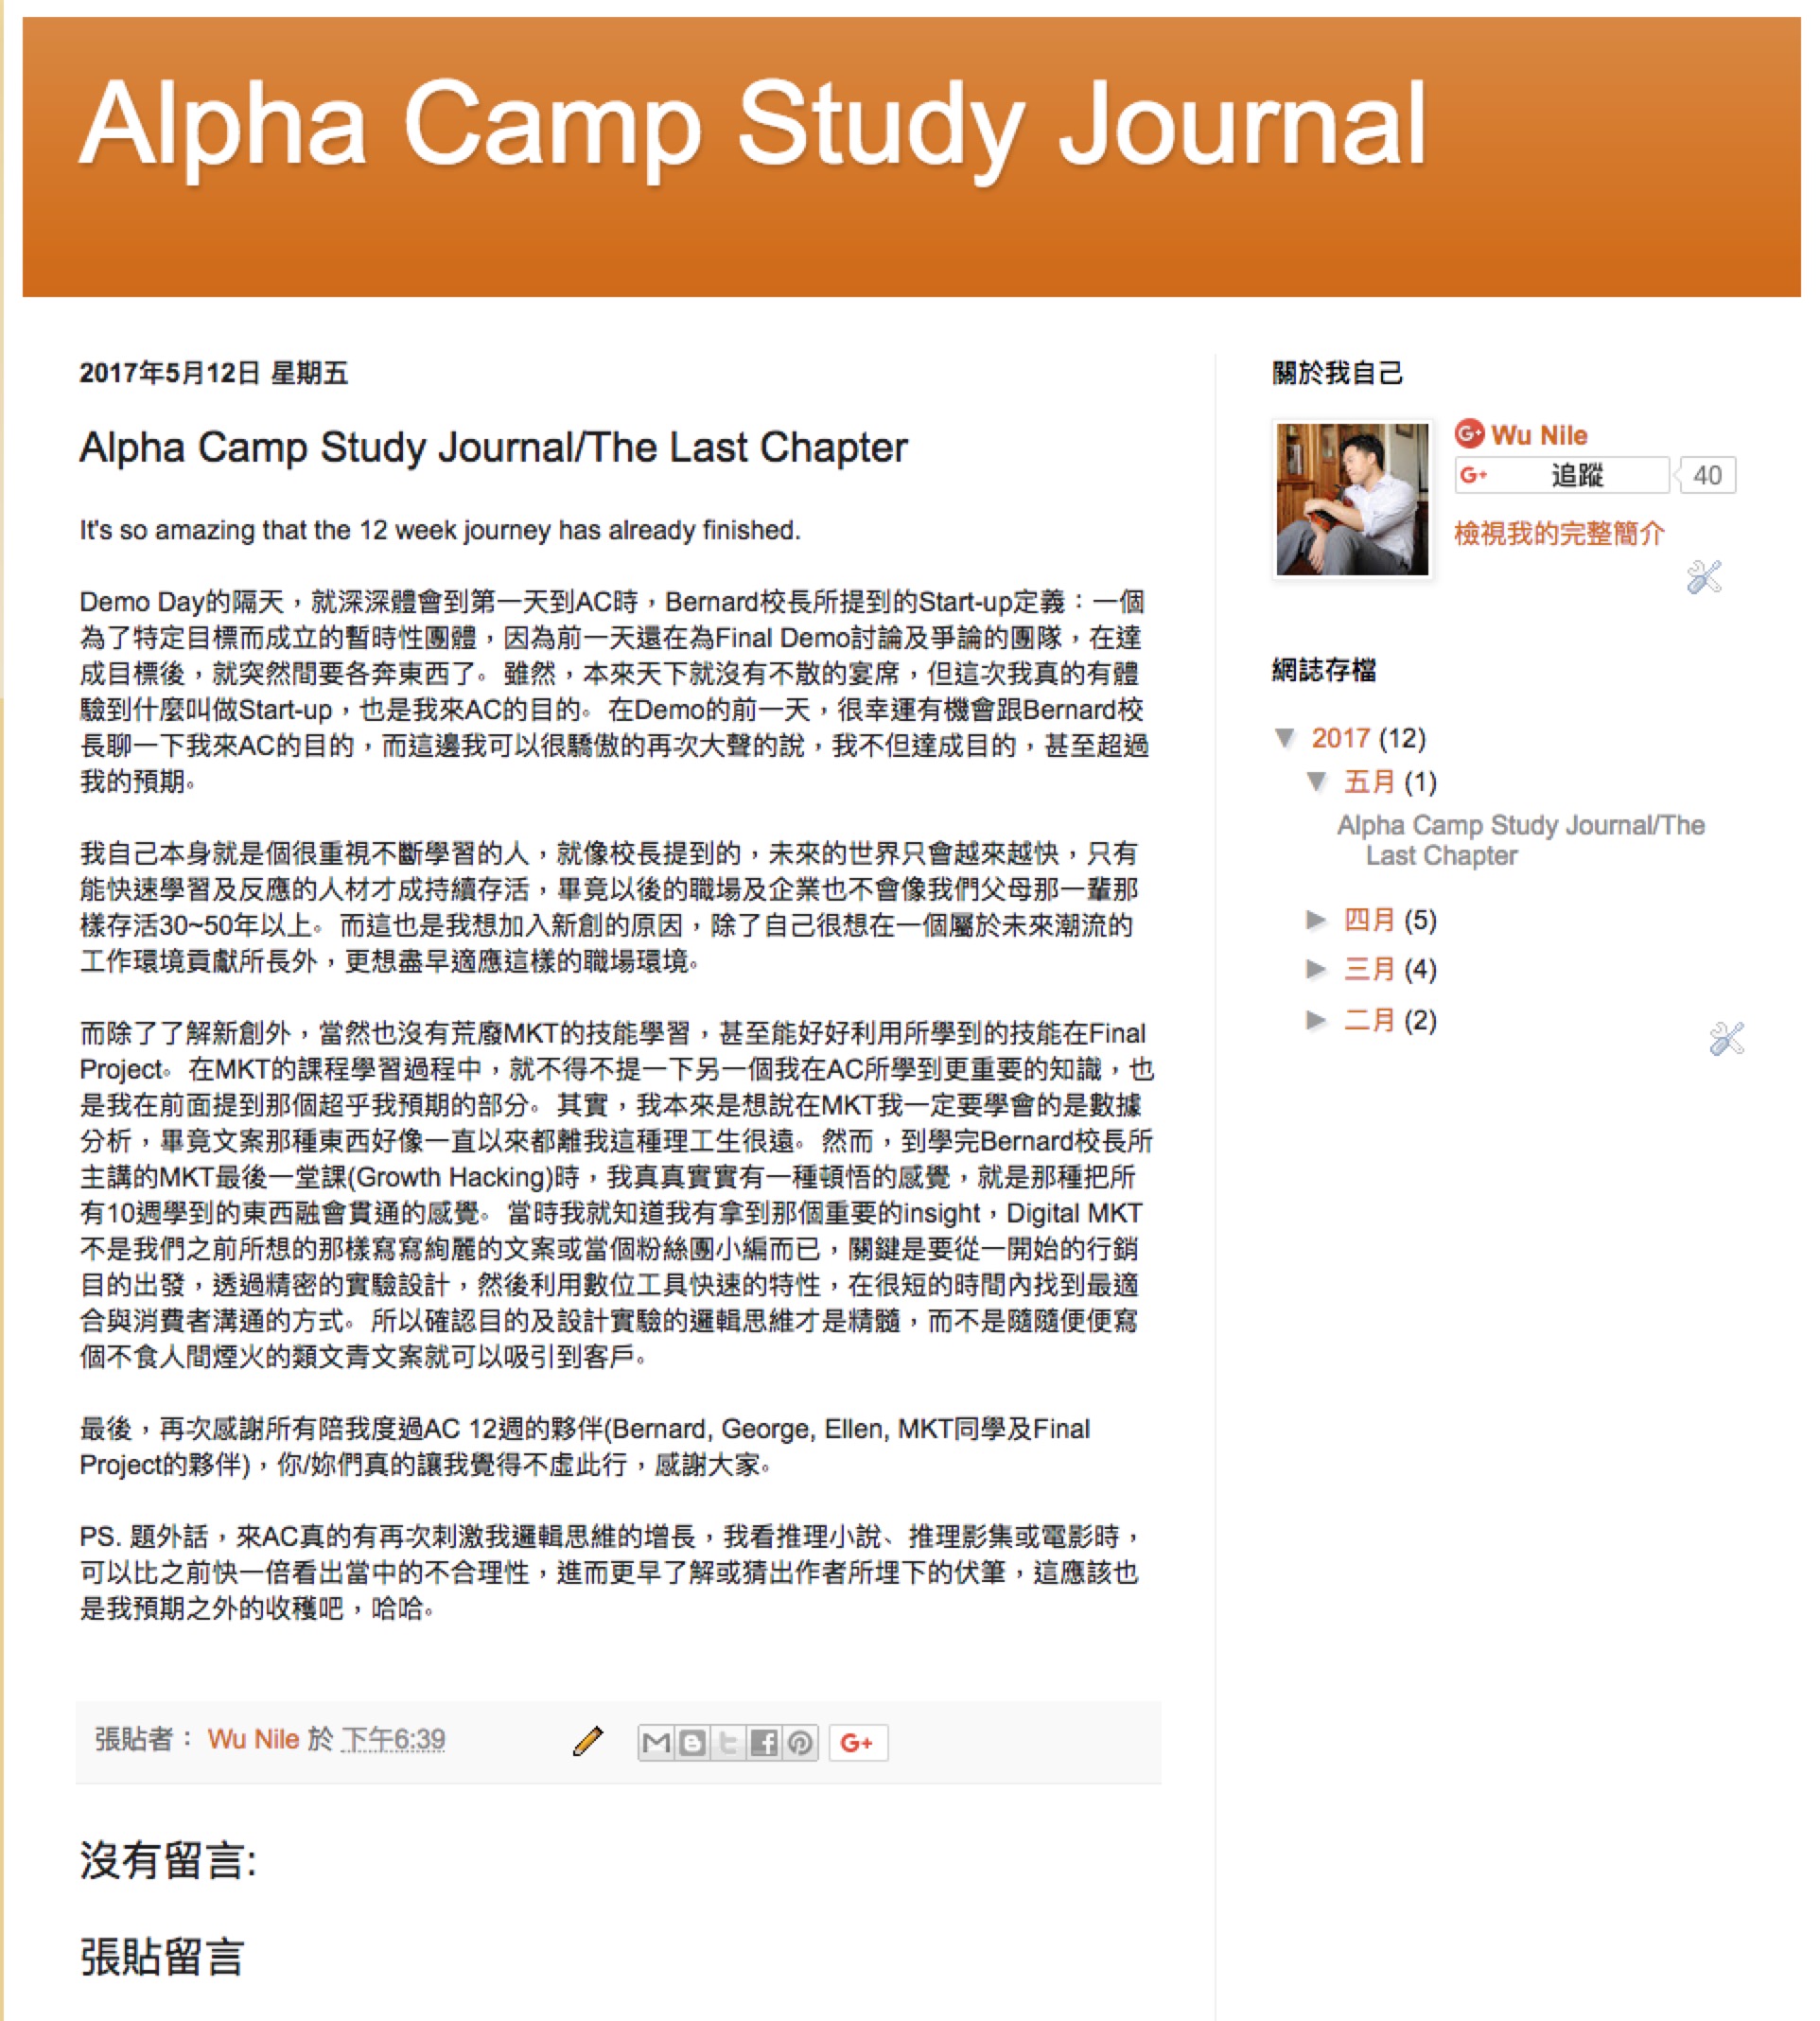 Alpha Camp Study Journal
2017年5月12日 星期五
Alpha Camp Study Journal/The Last Chapter
It's so amazing that the 12 week journey has already finished.
Demo Day的隔天，就深深體會到第一天到AC時，Bernard校長所提到的Start-up定義：一個
為了特定目標而成立的暫時性團體，因為前一天還在為Final Demo討論及爭論的團隊，在達
成目標後，就突然間要各奔東西了。雖然，本來天下就沒有不散的宴席，但這次我真的有體
驗到什麼叫做Start-up，也是我來AC的目的。在Demo的前一天，很幸運有機會跟Bernard校
長聊一下我來AC的目的，而這邊我可以很驕傲的再次大聲的說，我不但達成目的，甚至超過
我的預期。
我自己本身就是個很重視不斷學習的人，就像校長提到的，未來的世界只會越來越快，只有
能快速學習及反應的人材才成持續存活，畢竟以後的職場及企業也不會像我們父母那一輩那
樣存活30~50年以上。而這也是我想加入新創的原因，除了自己很想在一個屬於未來潮流的
工作環境貢獻所長外，更想盡早適應這樣的職場環境。
而除了了解新創外，當然也沒有荒廢MKT的技能學習，甚至能好好利用所學到的技能在Final
Project。在MKT的課程學習過程中，就不得不提一下另一個我在AC所學到更重要的知識，也
是我在前面提到那個超乎我預期的部分。其實，我本來是想說在MKT我一定要學會的是數據
分析，畢竟文案那種東西好像一直以來都離我這種理工生很遠。然而，到學完Bernard校長所
主講的MKT最後一堂課(Growth Hacking)時，我真真實實有一種頓悟的感覺，就是那種把所
有10週學到的東西融會貫通的感覺。當時我就知道我有拿到那個重要的insight，Digital MKT
不是我們之前所想的那樣寫寫絢麗的文案或當個粉絲團小編而已，關鍵是要從一開始的行銷
目的出發，透過精密的實驗設計，然後利用數位工具快速的特性，在很短的時間內找到最適
合與消費者溝通的方式。所以確認目的及設計實驗的邏輯思維才是精髓，而不是隨隨便便寫
個不食人間煙火的類文青文案就可以吸引到客戶。
最後，再次感謝所有陪我度過AC 12週的夥伴(Bernard, George, Ellen, MKT同學及Final
Project的夥伴)，你/妳們真的讓我覺得不虛此行，感謝大家。
PS. 題外話，來AC真的有再次刺激我邏輯思維的增長，我看推理小說、推理影集或電影時，
可以比之前快一倍看出當中的不合理性，進而更早了解或猜出作者所埋下的伏筆，這應該也
是我預期之外的收穫吧，哈哈。
張貼者： Wu Nile 於 下午6:39
G+
沒有留言:
張貼留言
關於我自己
G+ Wu Nile
G+ 追蹤 40
檢視我的完整簡介
網誌存檔
▼ 2017 (12)
▼ 五月 (1)
Alpha Camp Study Journal/The
Last Chapter
► 四月 (5)
► 三月 (4)
► 二月 (2)